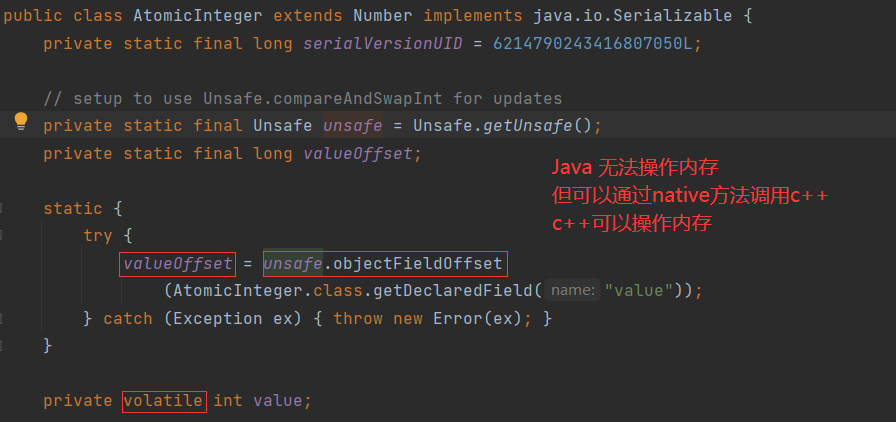 public class AtomicInteger extends Number implements java.io.Serializable {
private static final long serialVersionUID = 6214790243416807050L;
// setup to use Unsafe.compareAndSwapInt for updates
private static final Unsafe unsafe = Unsafe.getUnsafe();
private static final long valueOffset;
Java 无法操作内存
但可以通过native方法调用c++
c++可以操作内存
static {
try {
valueOffset = unsafe.objectFieldOffset
(AtomicInteger.class.getDeclaredField( name: "value"));
} catch (Exception ex) { throw new Error(ex); }
}
private volatile int value;